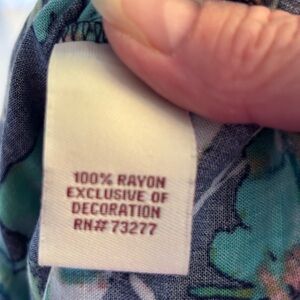 100% RAYON
EXCLUSIVE OF
DECORATION
RN# 73277